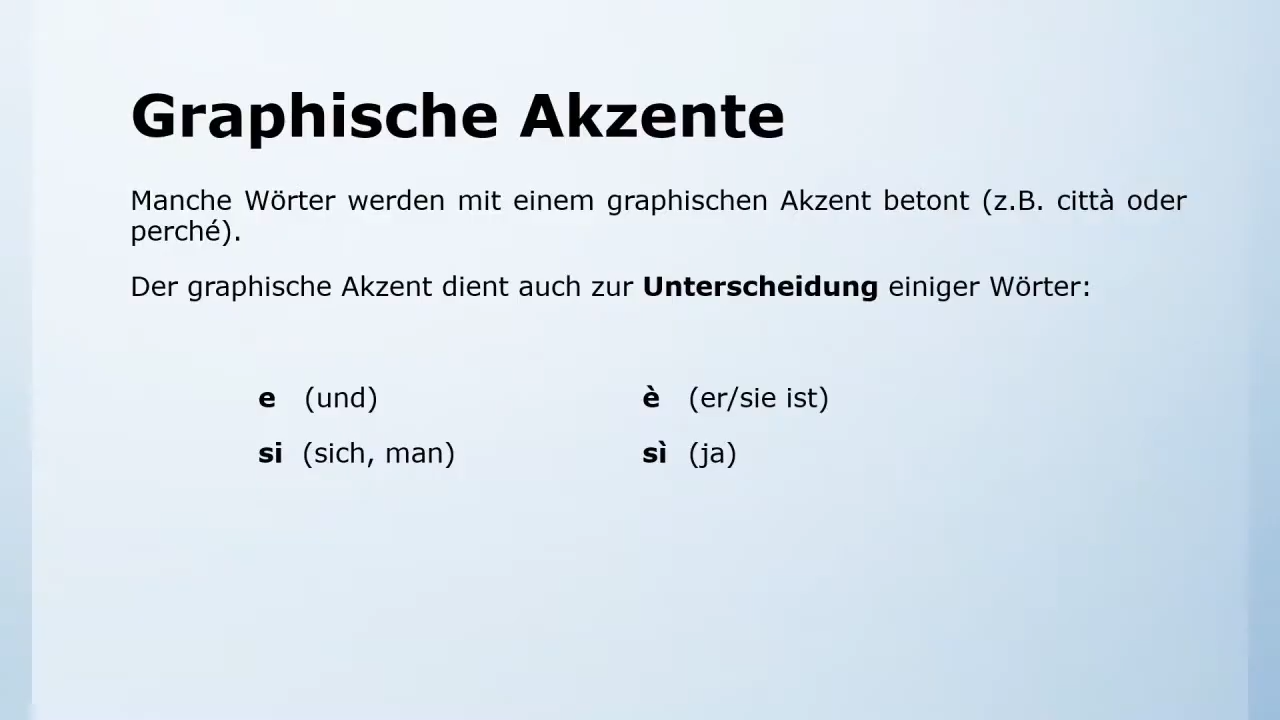 Graphische Akzente
Manche Wörter werden mit einem graphischen Akzent betont (z.B. città oder
perché).
Der graphische Akzent dient auch zur Unterscheidung einiger Wörter:
e (und) è (er/sie ist)
si (sich, man) sì (ja)